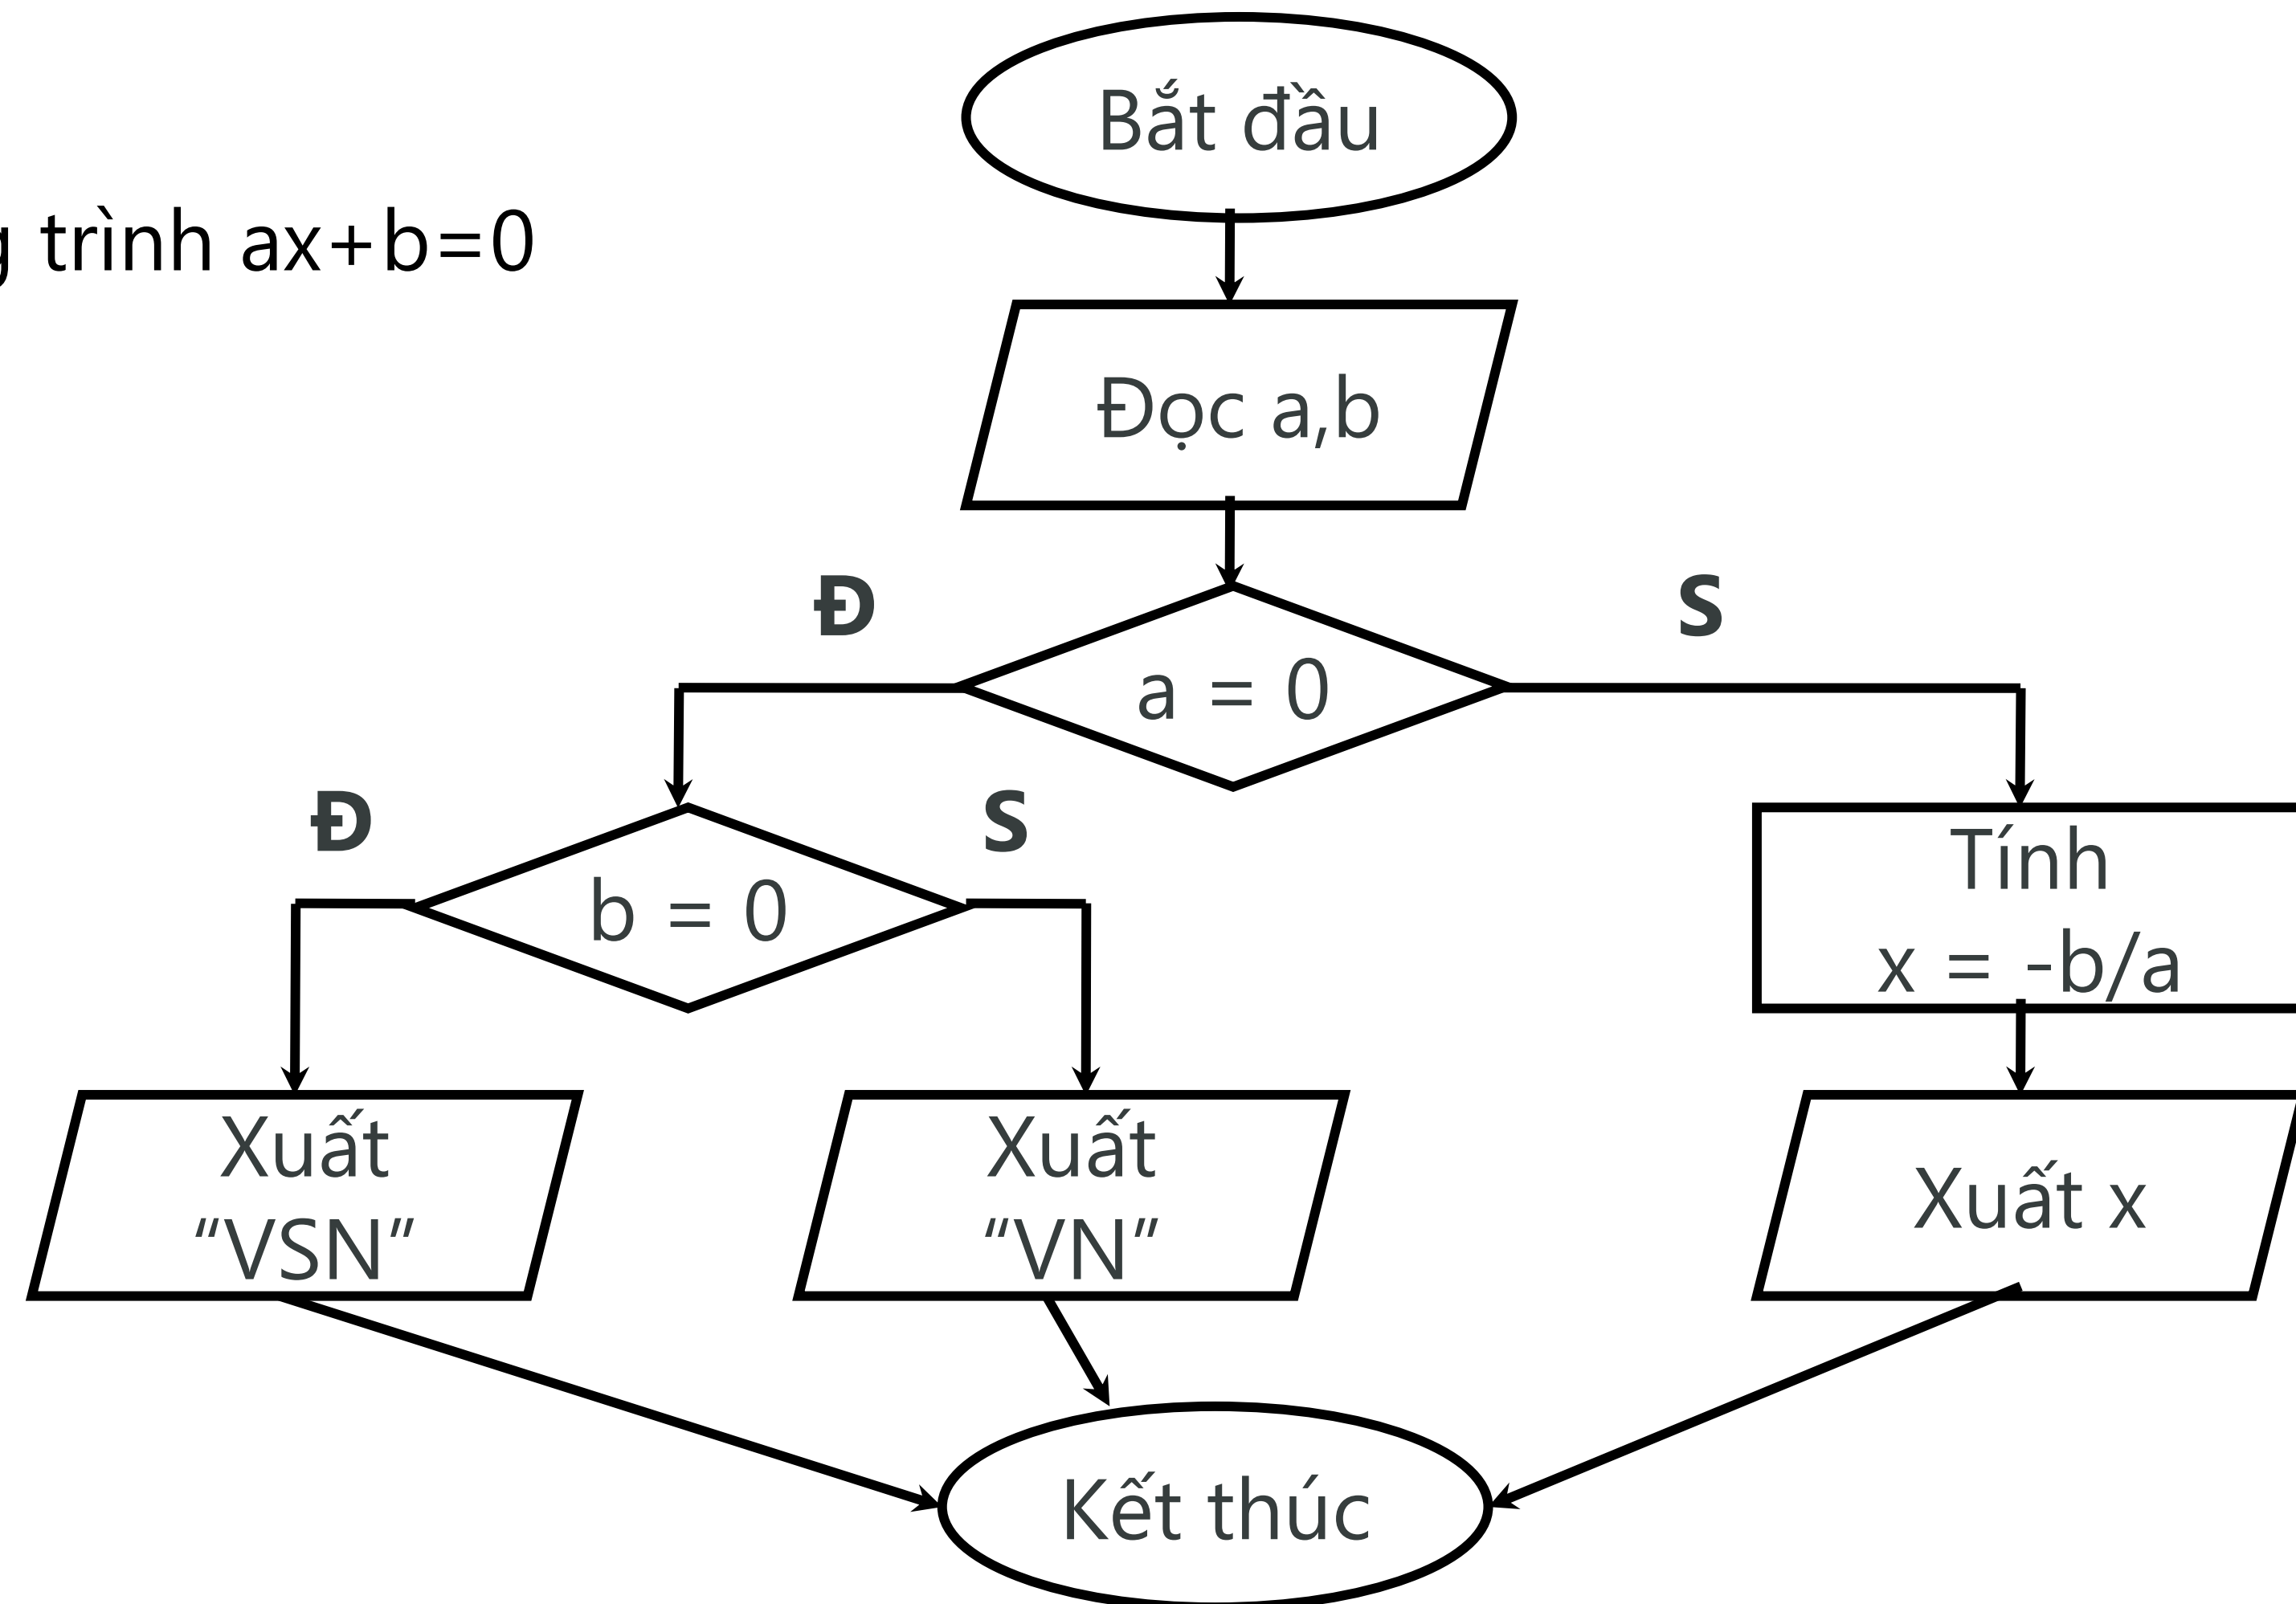 Bắt đầu
g trình ax+b=0
Đọc a,b
Đ
S
a = 0
Đ
S
b = 0
Tính
x = -b/a
Xuất
“VSN“
Xuất
“VN“
Xuất x
Kết thúc